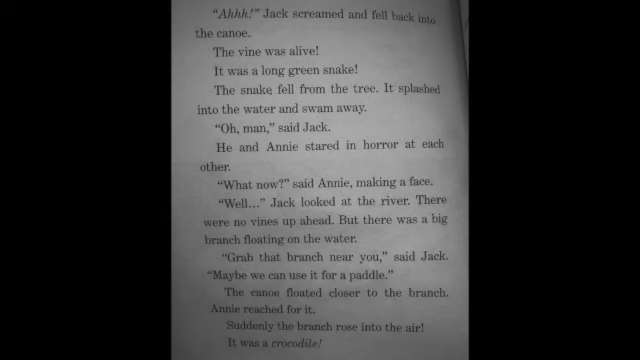 "Ahhh!" Jack screamed and fell back into
the canoe.
The vine was alive!
It was a long green snake!
The snake fell from the tree. It splashed
into the water and swam away.
"Oh, man," said Jack.
He and Annie stared in horror at each
other.
"What now?" said Annie, making a face.
"Well..." Jack looked at the river. There
were no vines up ahead. But there was a big
branch floating on the water.
"Grab that branch near you," said Jack.
"Maybe we can use it for a paddle."
The canoe floated closer to the branch.
Annie reached for it.
Suddenly the branch rose into the air!
It was a crocodile!